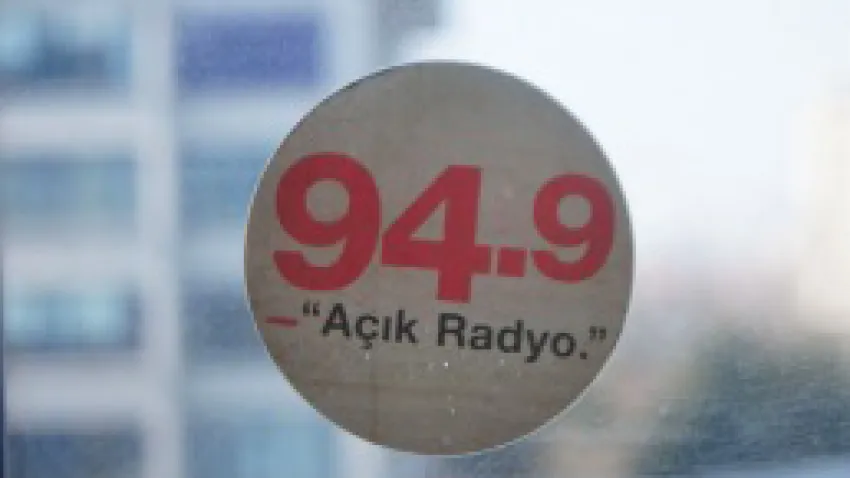 94.9
–“Açık Radyo.”